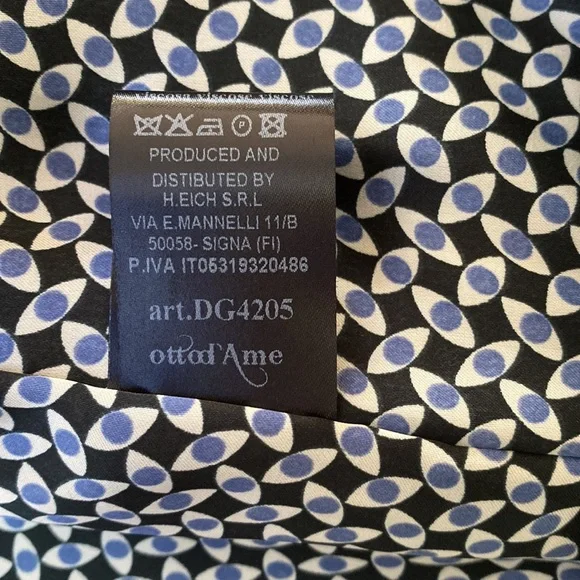 viscosa viscose viscose
P
PRODUCED AND
DISTIBUTED BY
H.EICH S.R.L
VIA E.MANNELLI 11/B
50058- SIGNA (FI)
P.IVA IT05319320486
art.DG4205
ottod'Ame